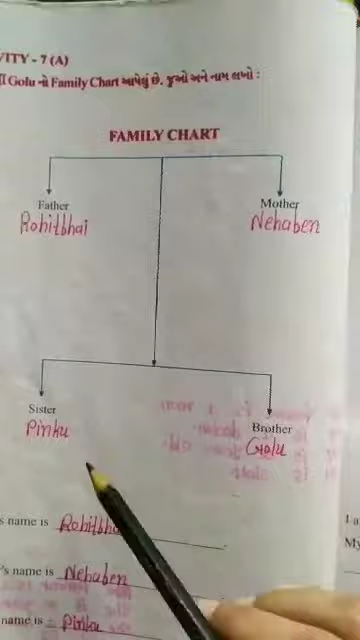 VITY - 7 (A)
Golu નો Family Chart આપેલું છે. જુઓ અને નામ લખો :
FAMILY CHART
Father
Mother
Rohitbhai
Nehaben
Sister
Brother
Pinku
Golu
s name is Rohitbha
I a
's name is Nehaben
My
name is Pinku